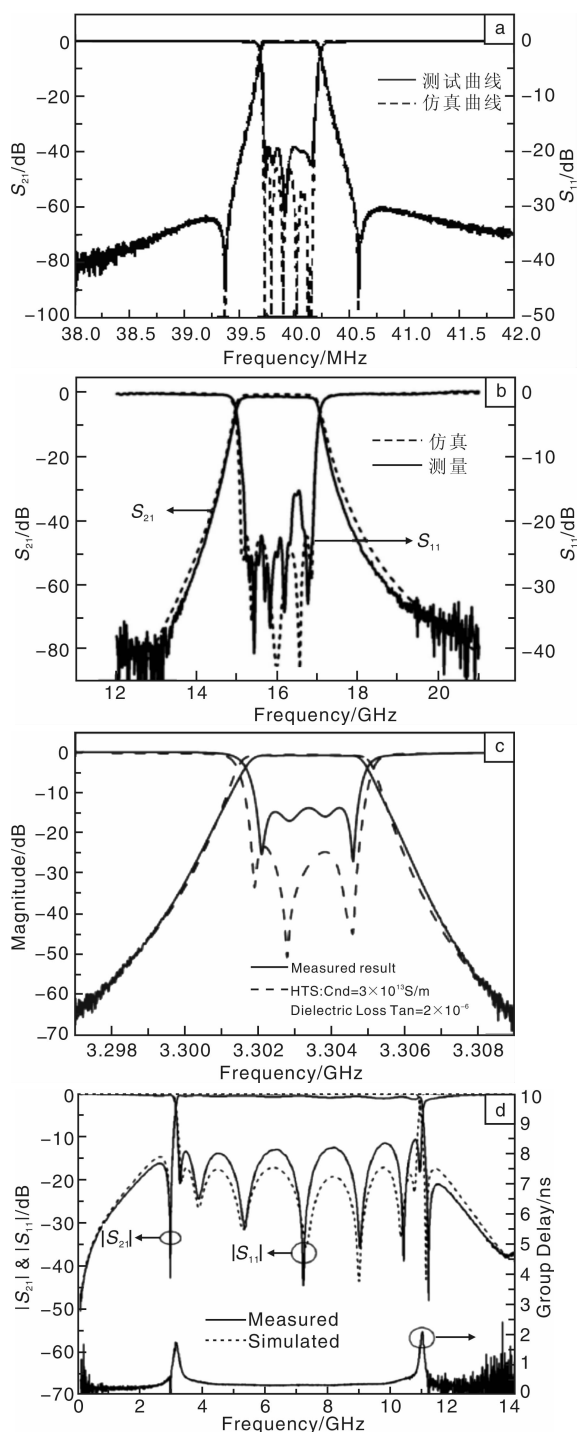 a
0
−20
−40
−60
−80
−100
S21/dB
0
−10
−20
−30
−40
−50
S11/dB
测试曲线
仿真曲线
38.0 38.5 39.0 39.5 40.0 40.5 41.0 41.5 42.0
Frequency/MHz
b
0
−20
−40
−60
−80
S21/dB
0
−10
−20
−30
−40
S11/dB
仿真
测量
S21
S11
12 14 16 18 20
Frequency/GHz
c
0
−10
−20
−30
−40
−50
−60
−70
Magnitude/dB
Measured result
HTS:Cnd=3×10¹³S/m
Dielectric Loss Tan=2×10⁻⁶
3.298 3.300 3.302 3.304 3.306 3.308
Frequency/GHz
d
0
−10
−20
−30
−40
−50
−60
−70
|S21| & |S11|/dB
10
9
8
7
6
5
4
3
2
1
0
Group Delay/ns
|S21|
|S11|
Measured
Simulated
0 2 4 6 8 10 12 14
Frequency/GHz